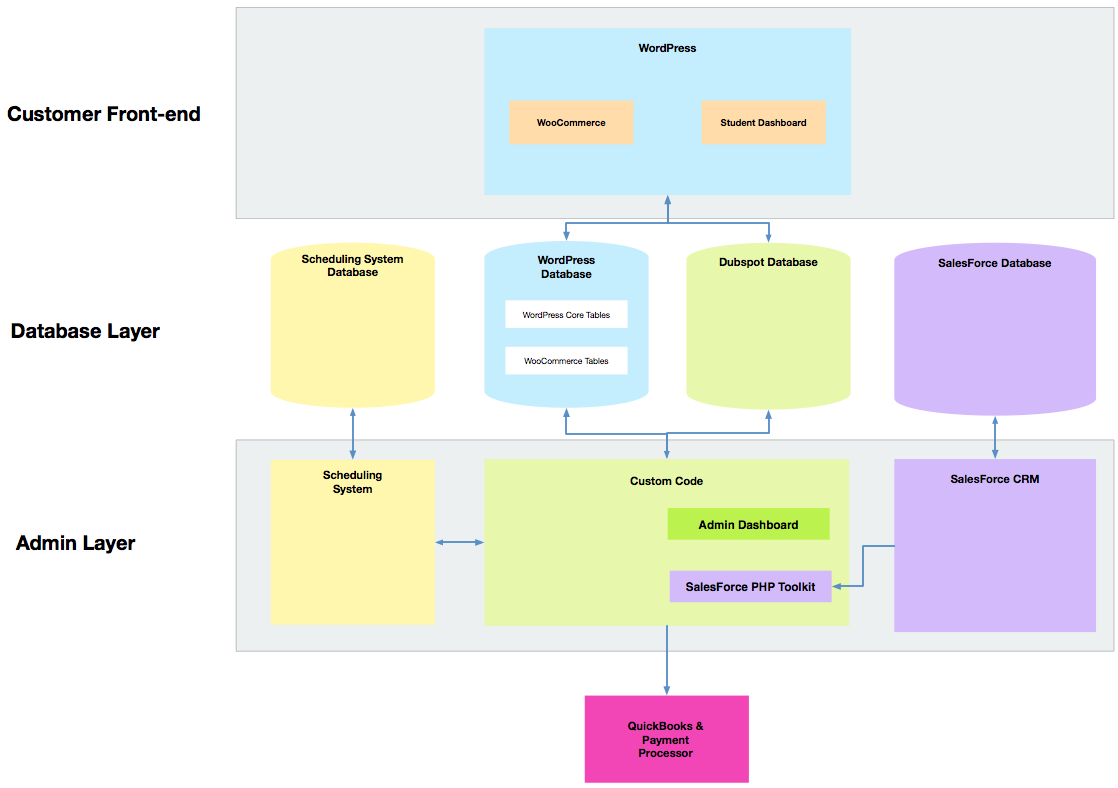 WordPress
Customer Front-end
WooCommerce
Student Dashboard
Scheduling System
Database
WordPress
Database
Dubspot Database
SalesForce Database
WordPress Core Tables
Database Layer
WooCommerce Tables
Scheduling
System
Custom Code
SalesForce CRM
Admin Dashboard
Admin Layer
SalesForce PHP Toolkit
QuickBooks &
Payment
Processor